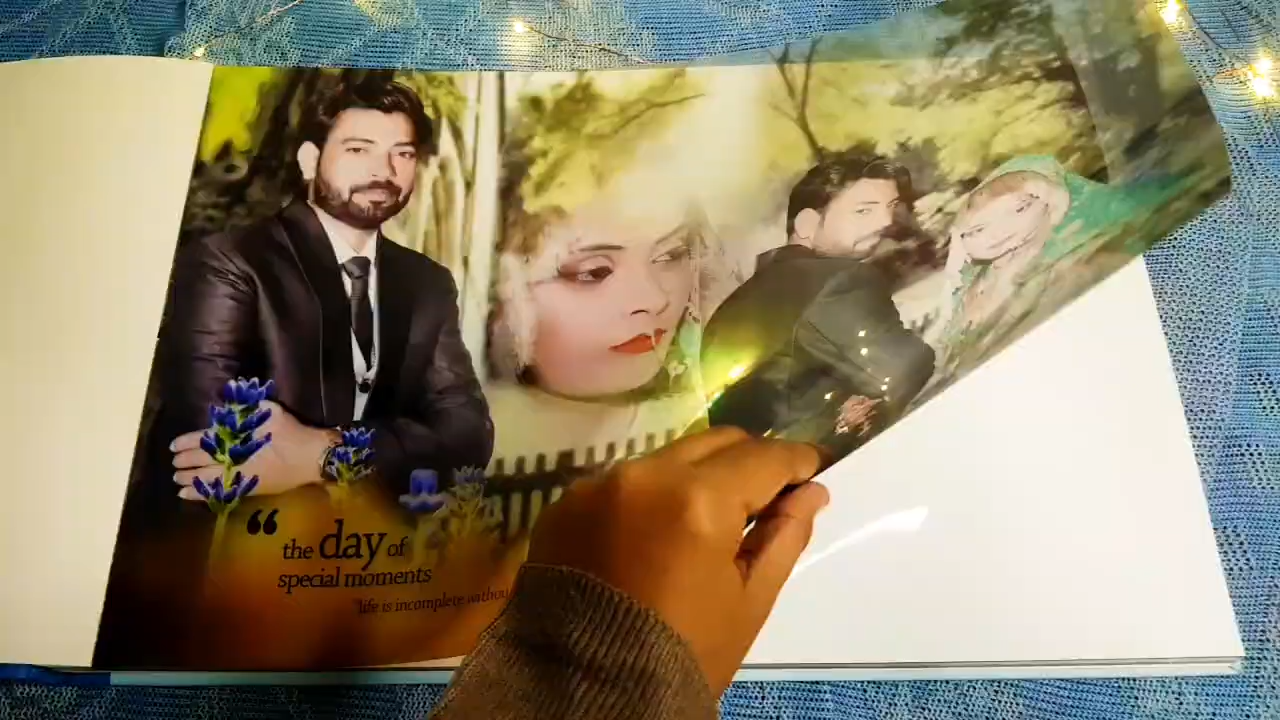 “
the day of
special moments
"life is incomplete